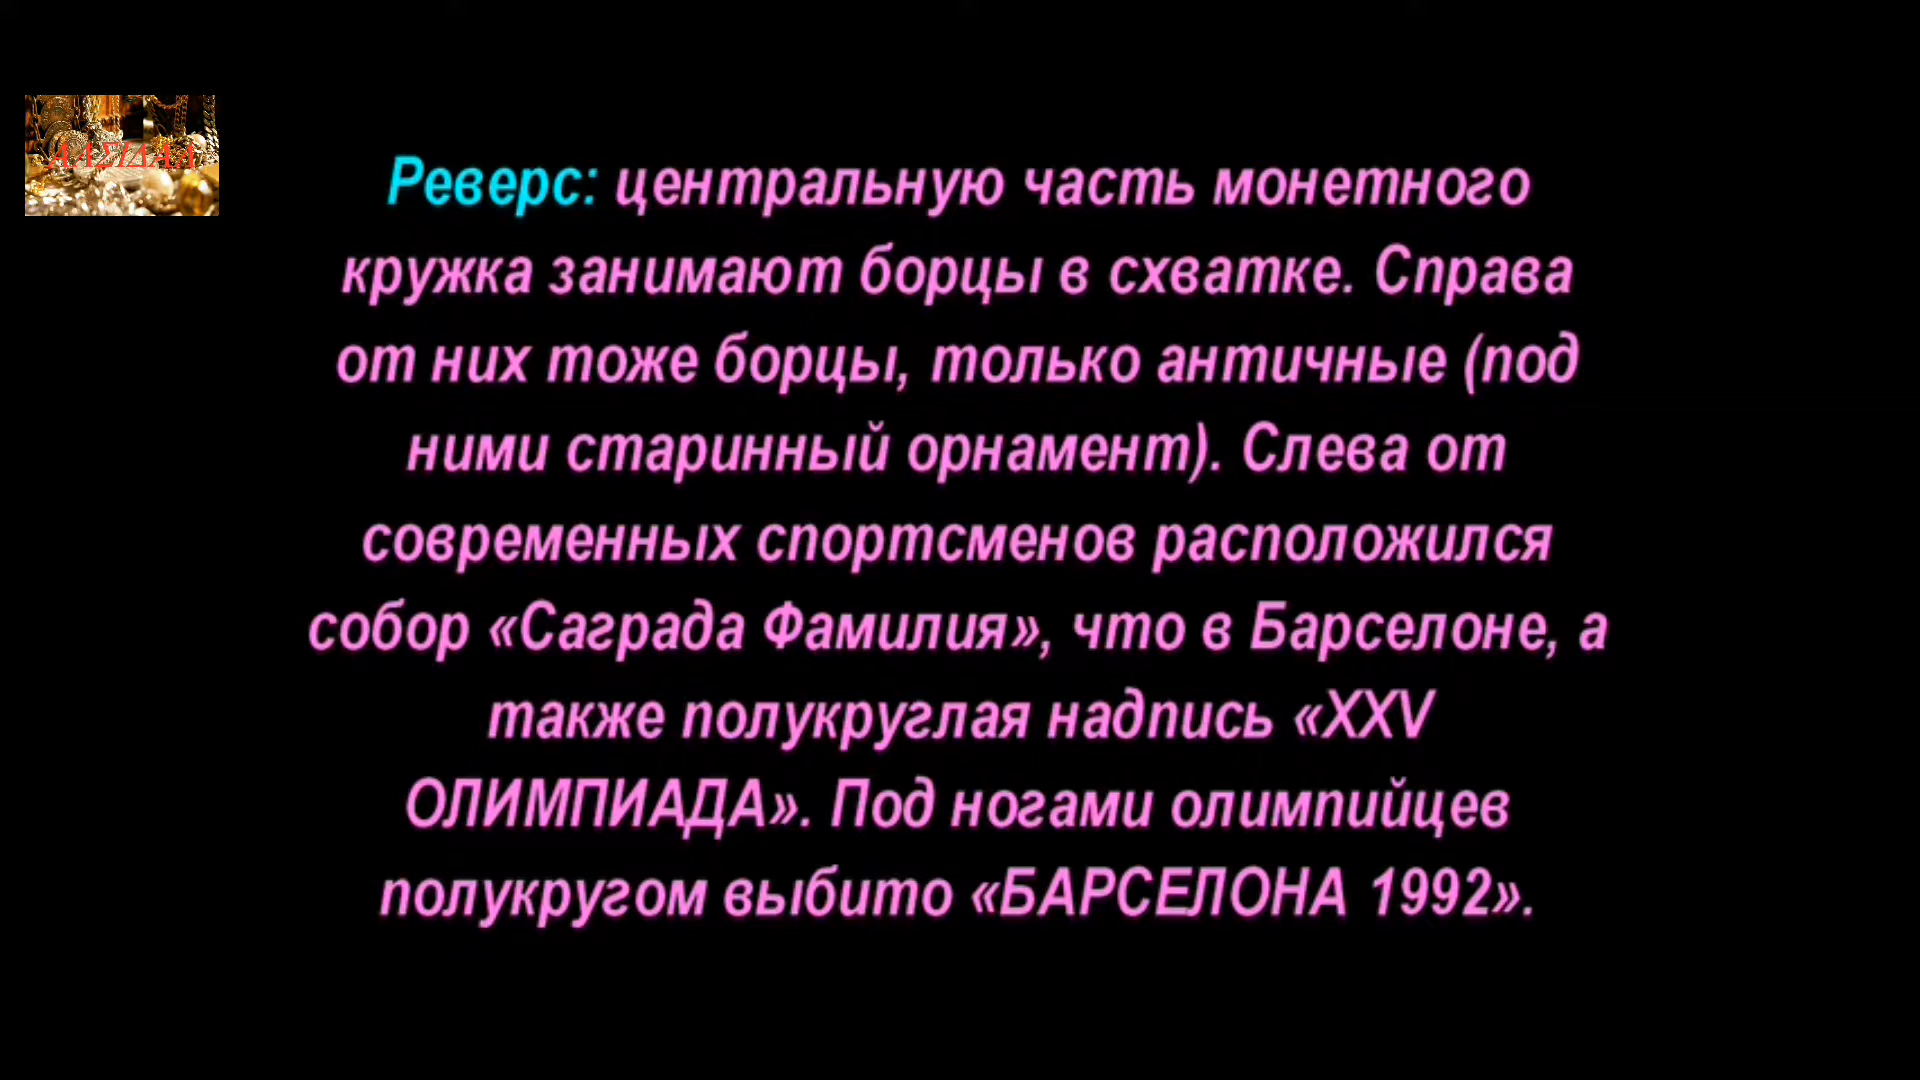 Реверс: центральную часть монетного
кружка занимают борцы в схватке. Справа
от них тоже борцы, только античные (под
ними старинный орнамент). Слева от
современных спортсменов расположился
собор «Саграда Фамилия», что в Барселоне, а
также полукруглая надпись «XXV
ОЛИМПИАДА». Под ногами олимпийцев
полукругом выбито «БАРСЕЛОНА 1992».